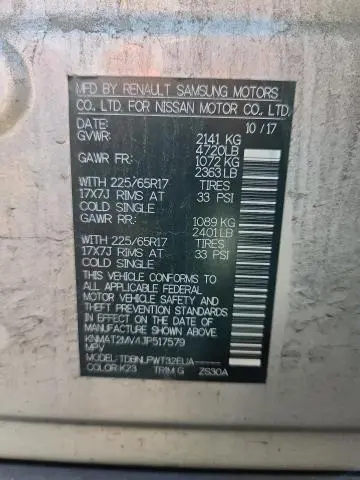 MFD BY RENAULT SAMSUNG MOTORS
CO., LTD. FOR NISSAN MOTOR CO., LTD.
DATE: 10/17
GVWR: 2141 KG
4720LB
GAWR FR: 1072 KG
2363 LB
WITH 225/65R17 TIRES
17X7J RIMS AT 33 PSI
COLD SINGLE
GAWR RR: 1089 KG
2401LB
WITH 225/65R17 TIRES
17X7J RIMS AT 33 PSI
COLD SINGLE
THIS VEHICLE CONFORMS TO
ALL APPLICABLE FEDERAL
MOTOR VEHICLE SAFETY AND
THEFT PREVENTION STANDARDS
IN EFFECT ON THE DATE OF
MANUFACTURE SHOWN ABOVE
KNMAT2MV4JP517579
MPV
MODEL:TDBNLPWT32EUA------
COLOR:K23 TRIM:G ZS30A